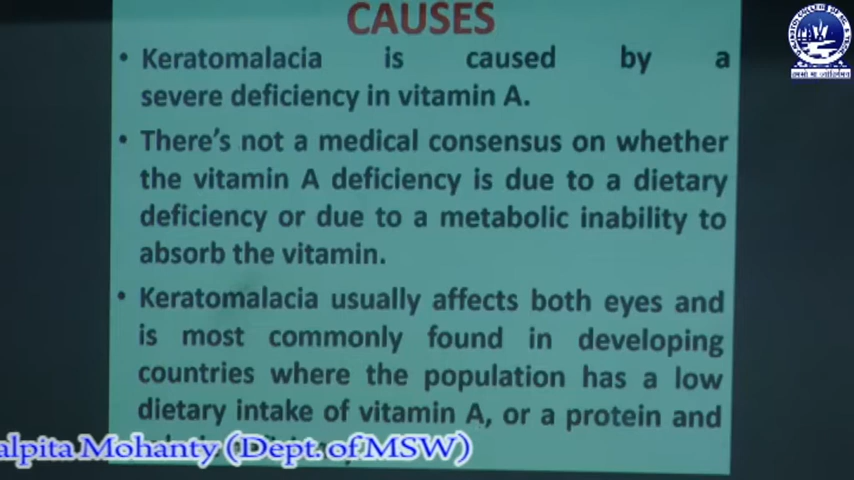 CAUSES
• Keratomalacia is caused by a
severe deficiency in vitamin A.
• There's not a medical consensus on whether
the vitamin A deficiency is due to a dietary
deficiency or due to a metabolic inability to
absorb the vitamin.
• Keratomalacia usually affects both eyes and
is most commonly found in developing
countries where the population has a low
dietary intake of vitamin A, or a protein and
alpita Mohanty (Dept. of MSW)